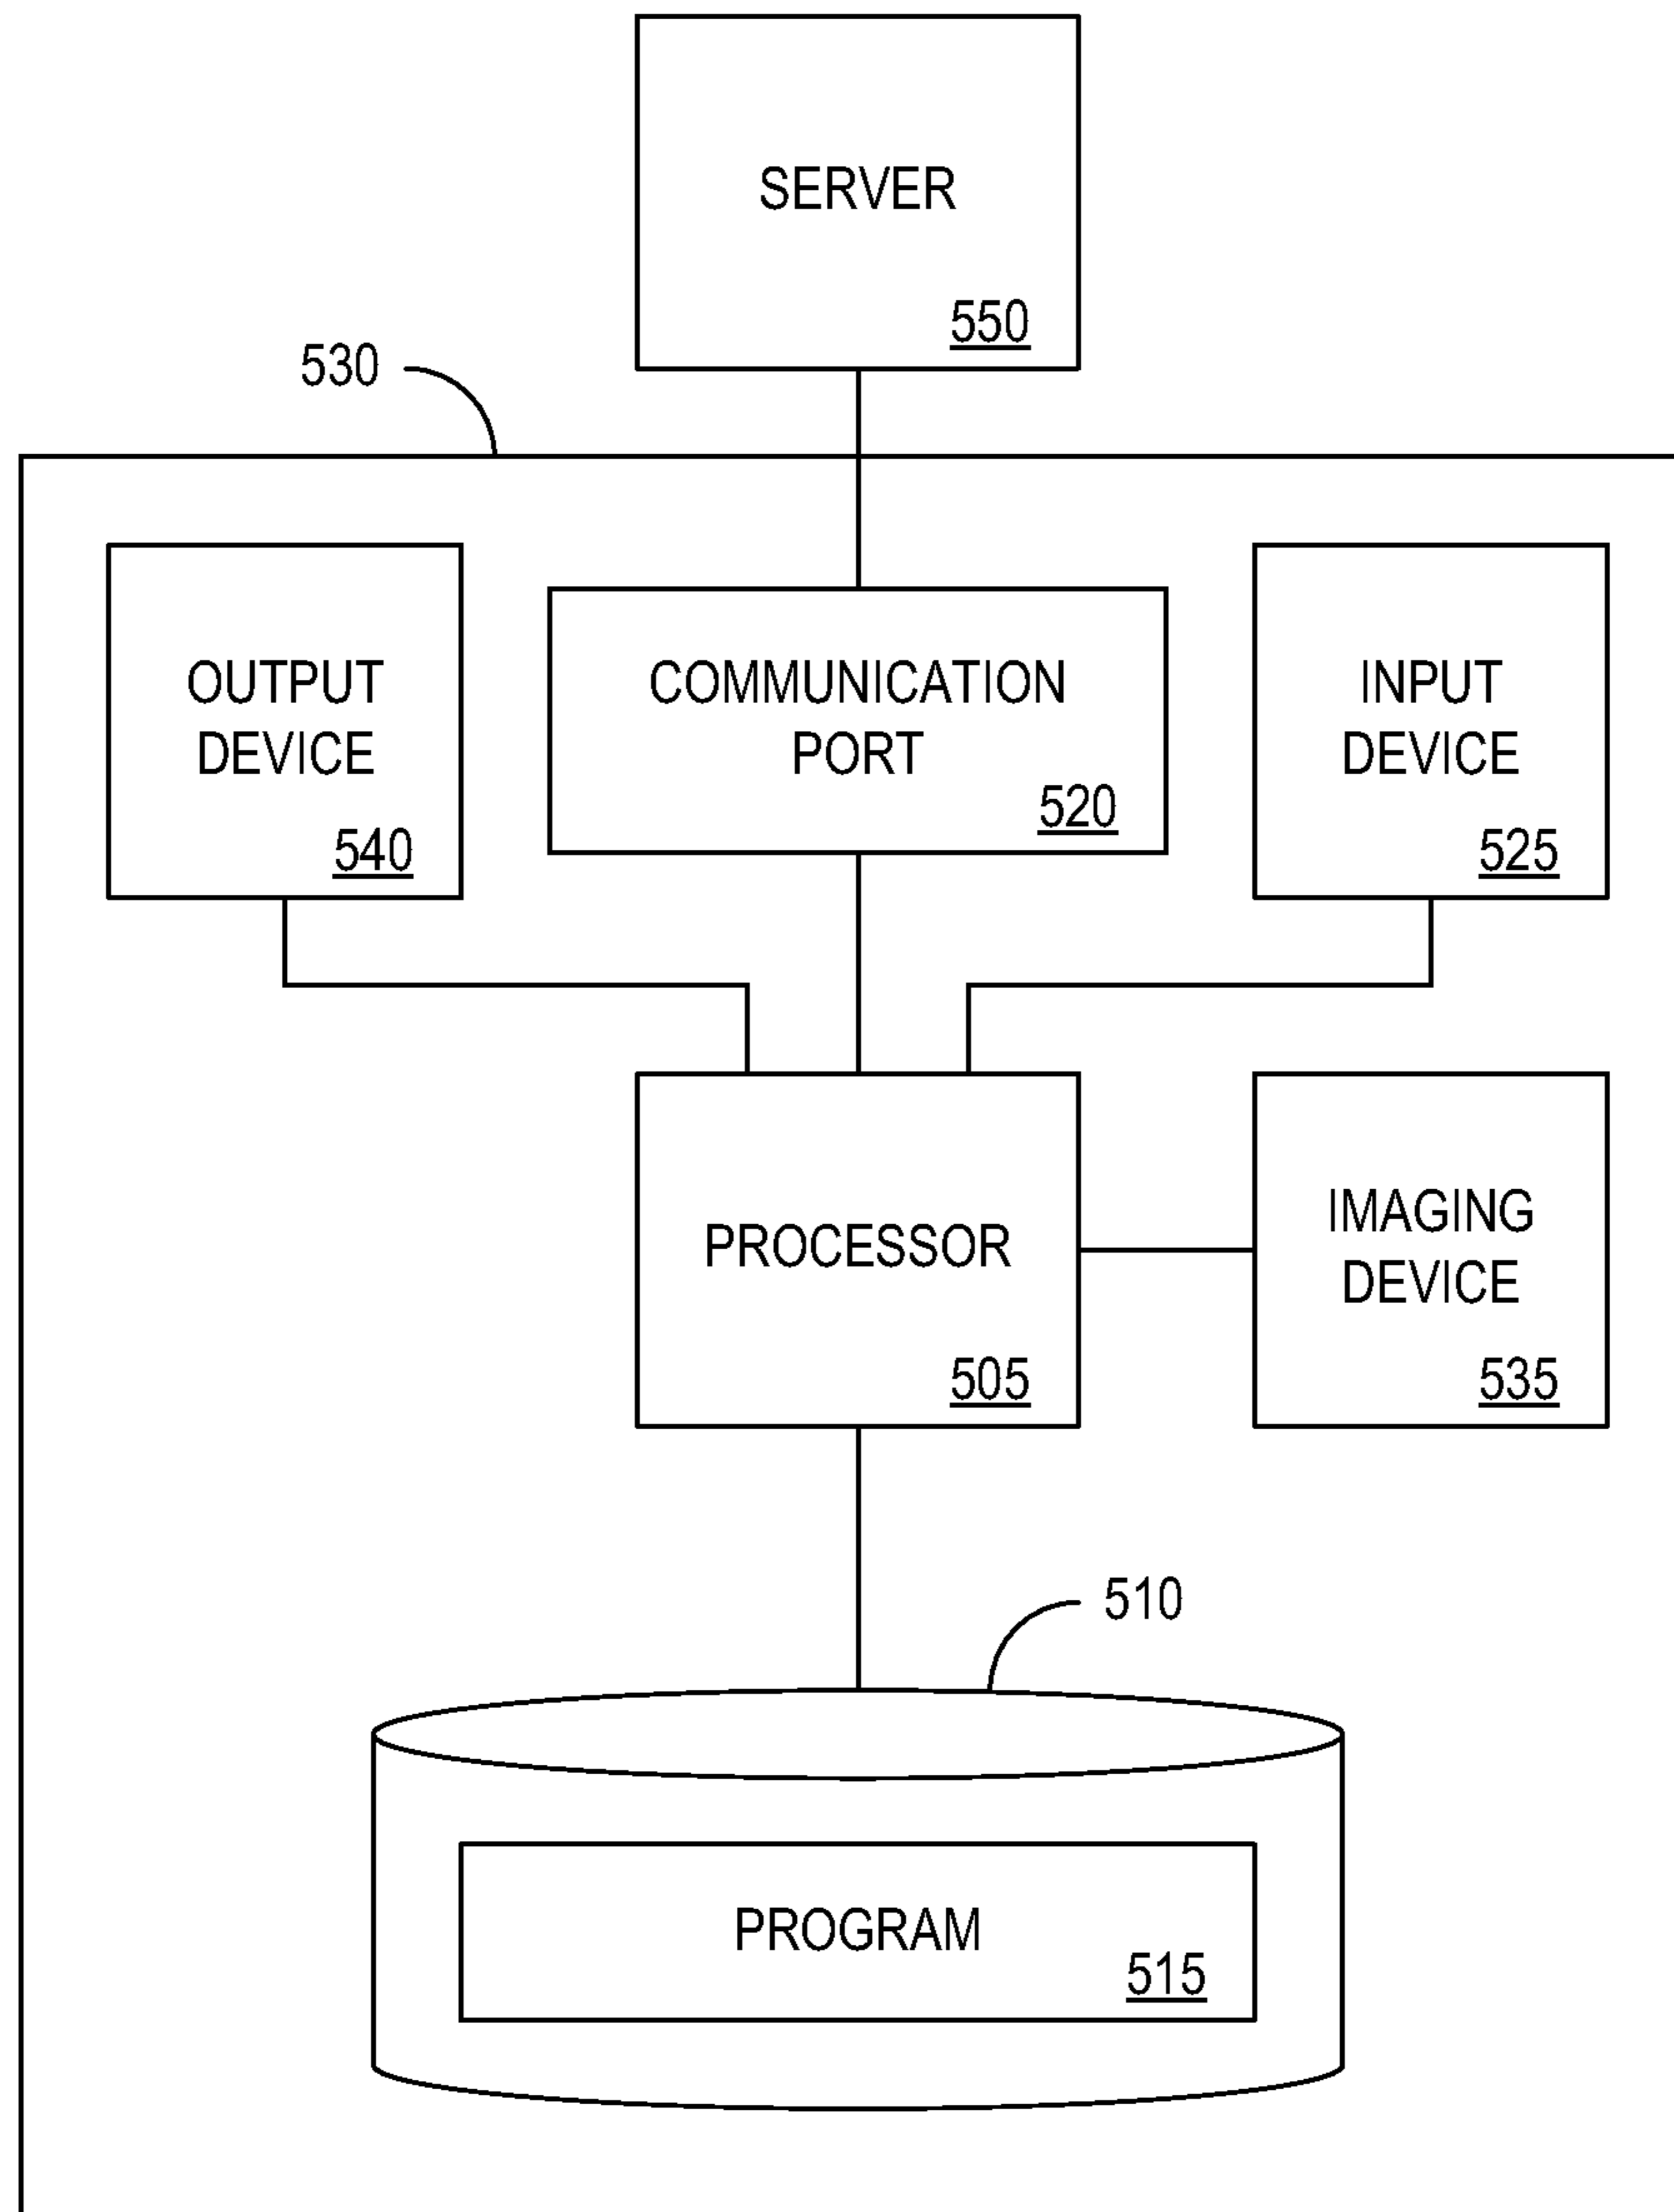 SERVER
550
530
OUTPUT
DEVICE
540
COMMUNICATION
PORT
520
INPUT
DEVICE
525
PROCESSOR
505
IMAGING
DEVICE
535
510
PROGRAM
515